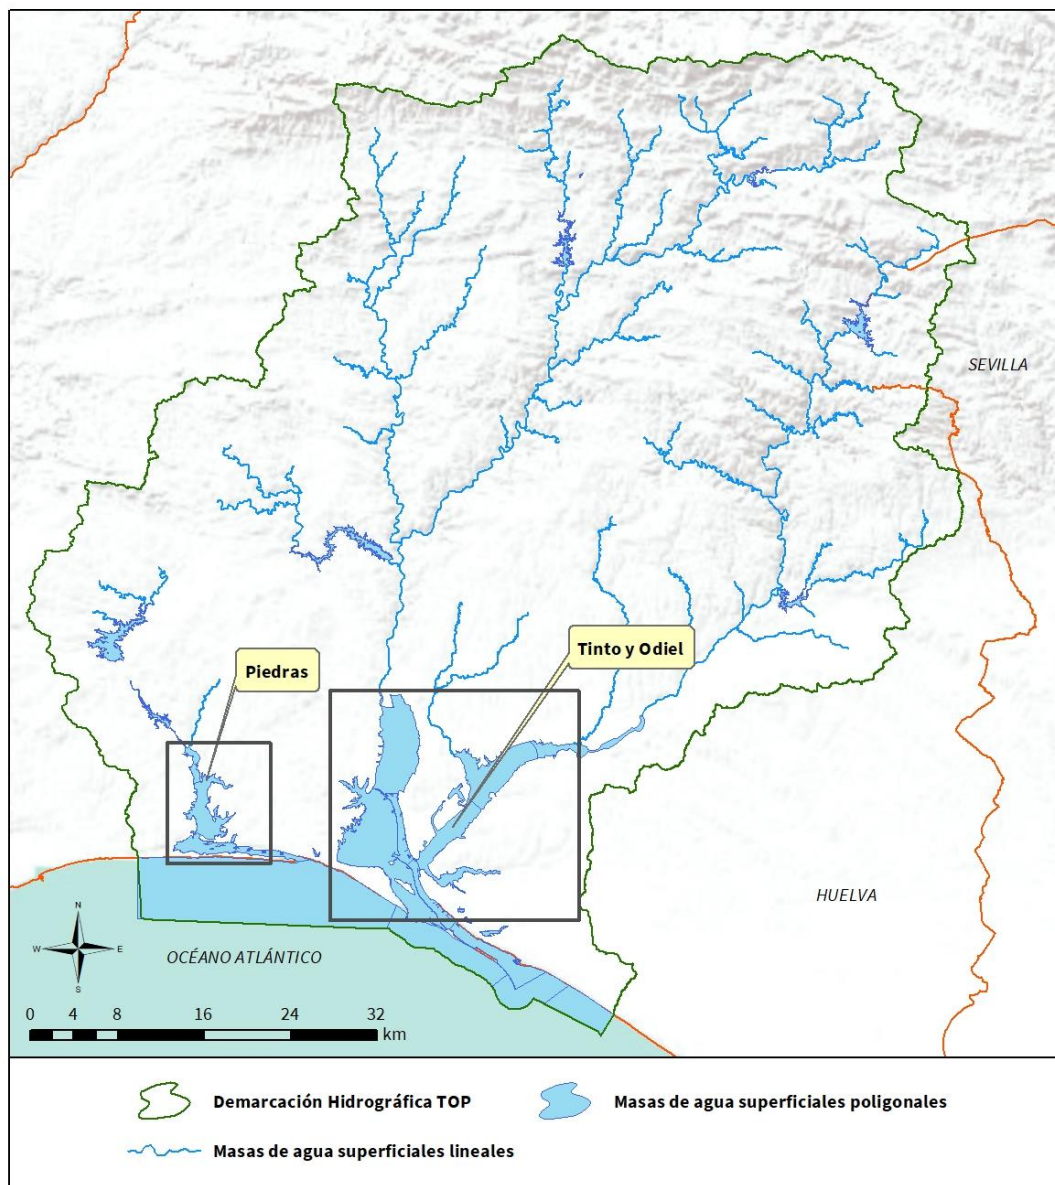 SEVILLA
Tinto y Odiel
Piedras
HUELVA
N
W E
S
OCÉANO ATLÁNTICO
0 4 8 16 24 32
km
Demarcación Hidrográfica TOP
Masas de agua superficiales poligonales
Masas de agua superficiales lineales